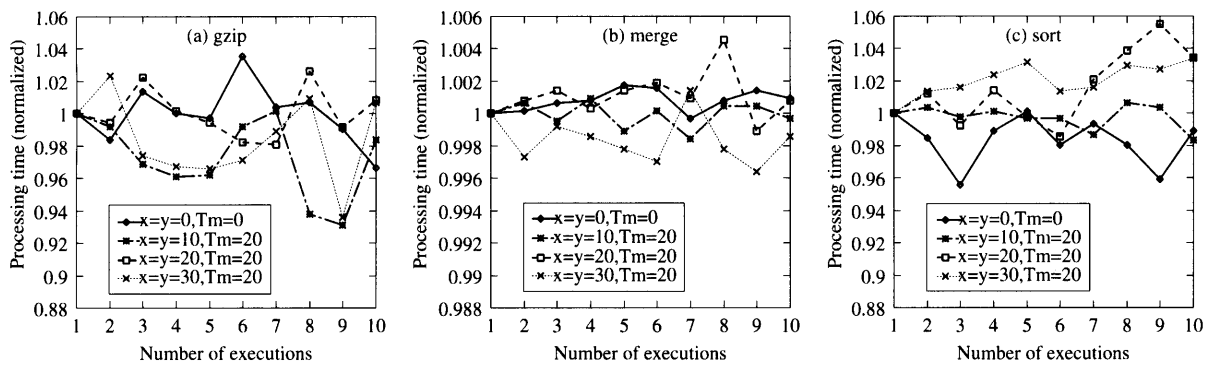 Processing time (normalized)
1.06
1.04
1.02
1
0.98
0.96
0.94
0.92
0.9
0.88
(a) gzip
x=y=0,Tm=0
x=y=10,Tm=20
x=y=20,Tm=20
x=y=30,Tm=20
1 2 3 4 5 6 7 8 9 10
Number of executions
Processing time (normalized)
1.006
1.004
1.002
1
0.998
0.996
0.994
0.992
0.99
0.988
(b) merge
x=y=0,Tm=0
x=y=10,Tm=20
x=y=20,Tm=20
x=y=30,Tm=20
1 2 3 4 5 6 7 8 9 10
Number of executions
Processing time (normalized)
1.06
1.04
1.02
1
0.98
0.96
0.94
0.92
0.9
0.88
(c) sort
x=y=0,Tm=0
x=y=10,Tm=20
x=y=20,Tm=20
x=y=30,Tm=20
1 2 3 4 5 6 7 8 9 10
Number of executions